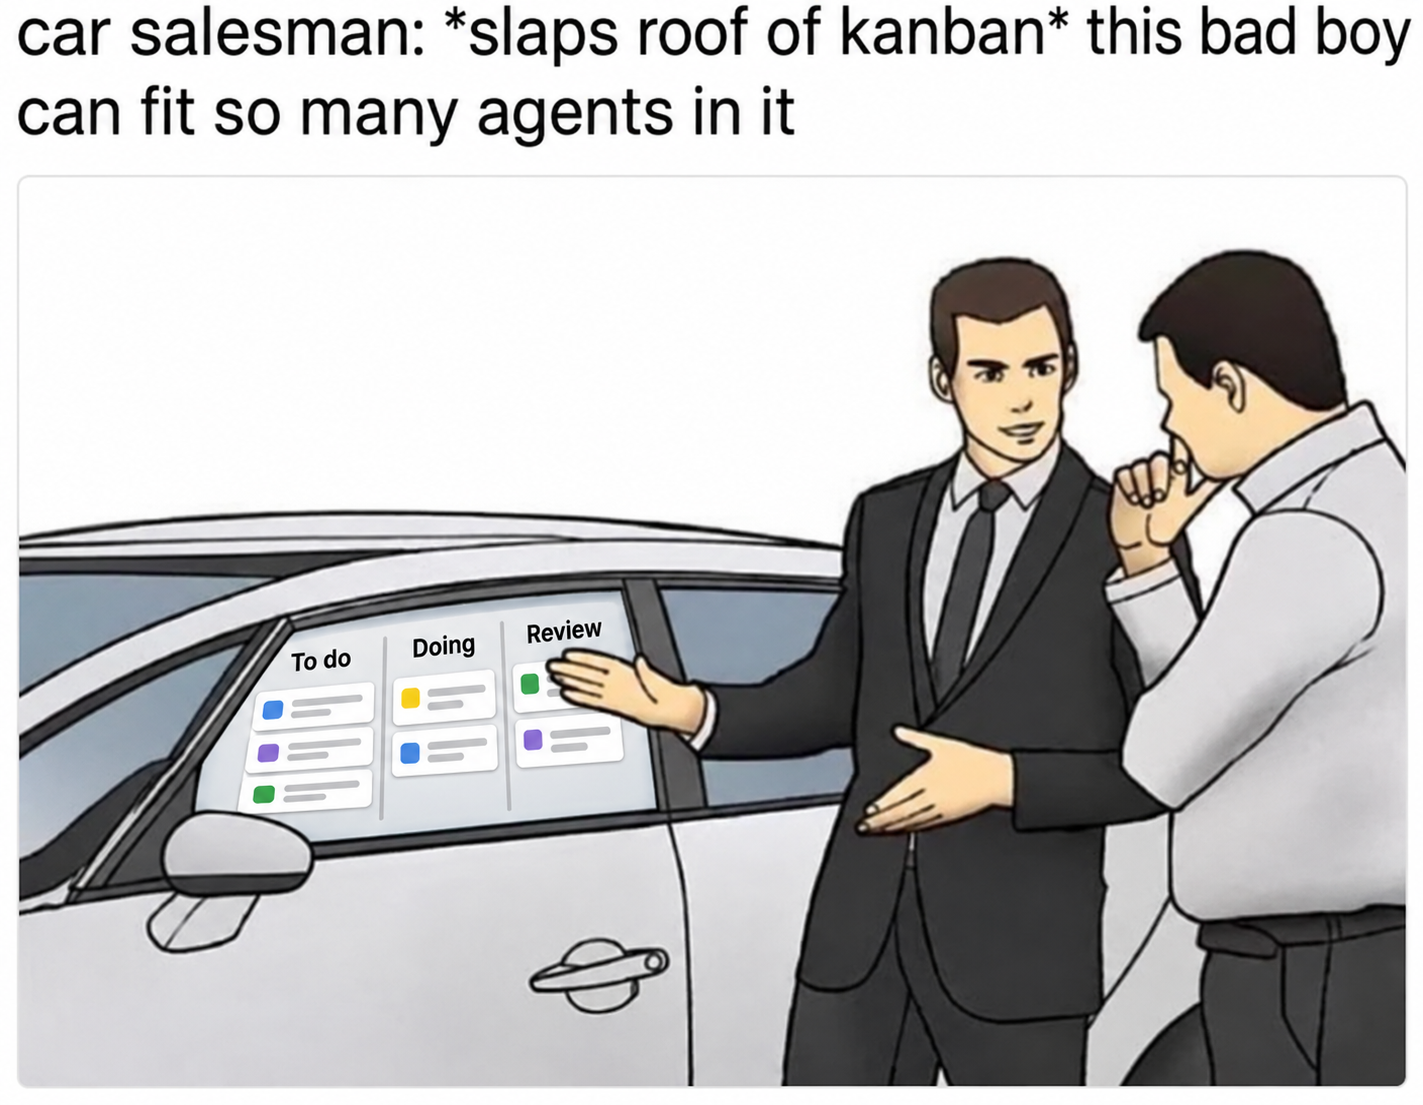 car salesman: *slaps roof of kanban* this bad boy
can fit so many agents in it
To do
Doing
Review